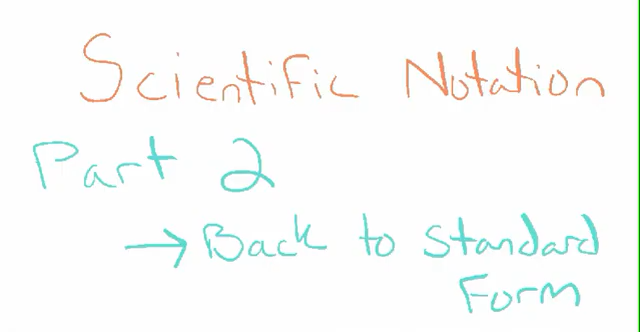 Scientific Notation
Part 2
→ Back to Standard
Form